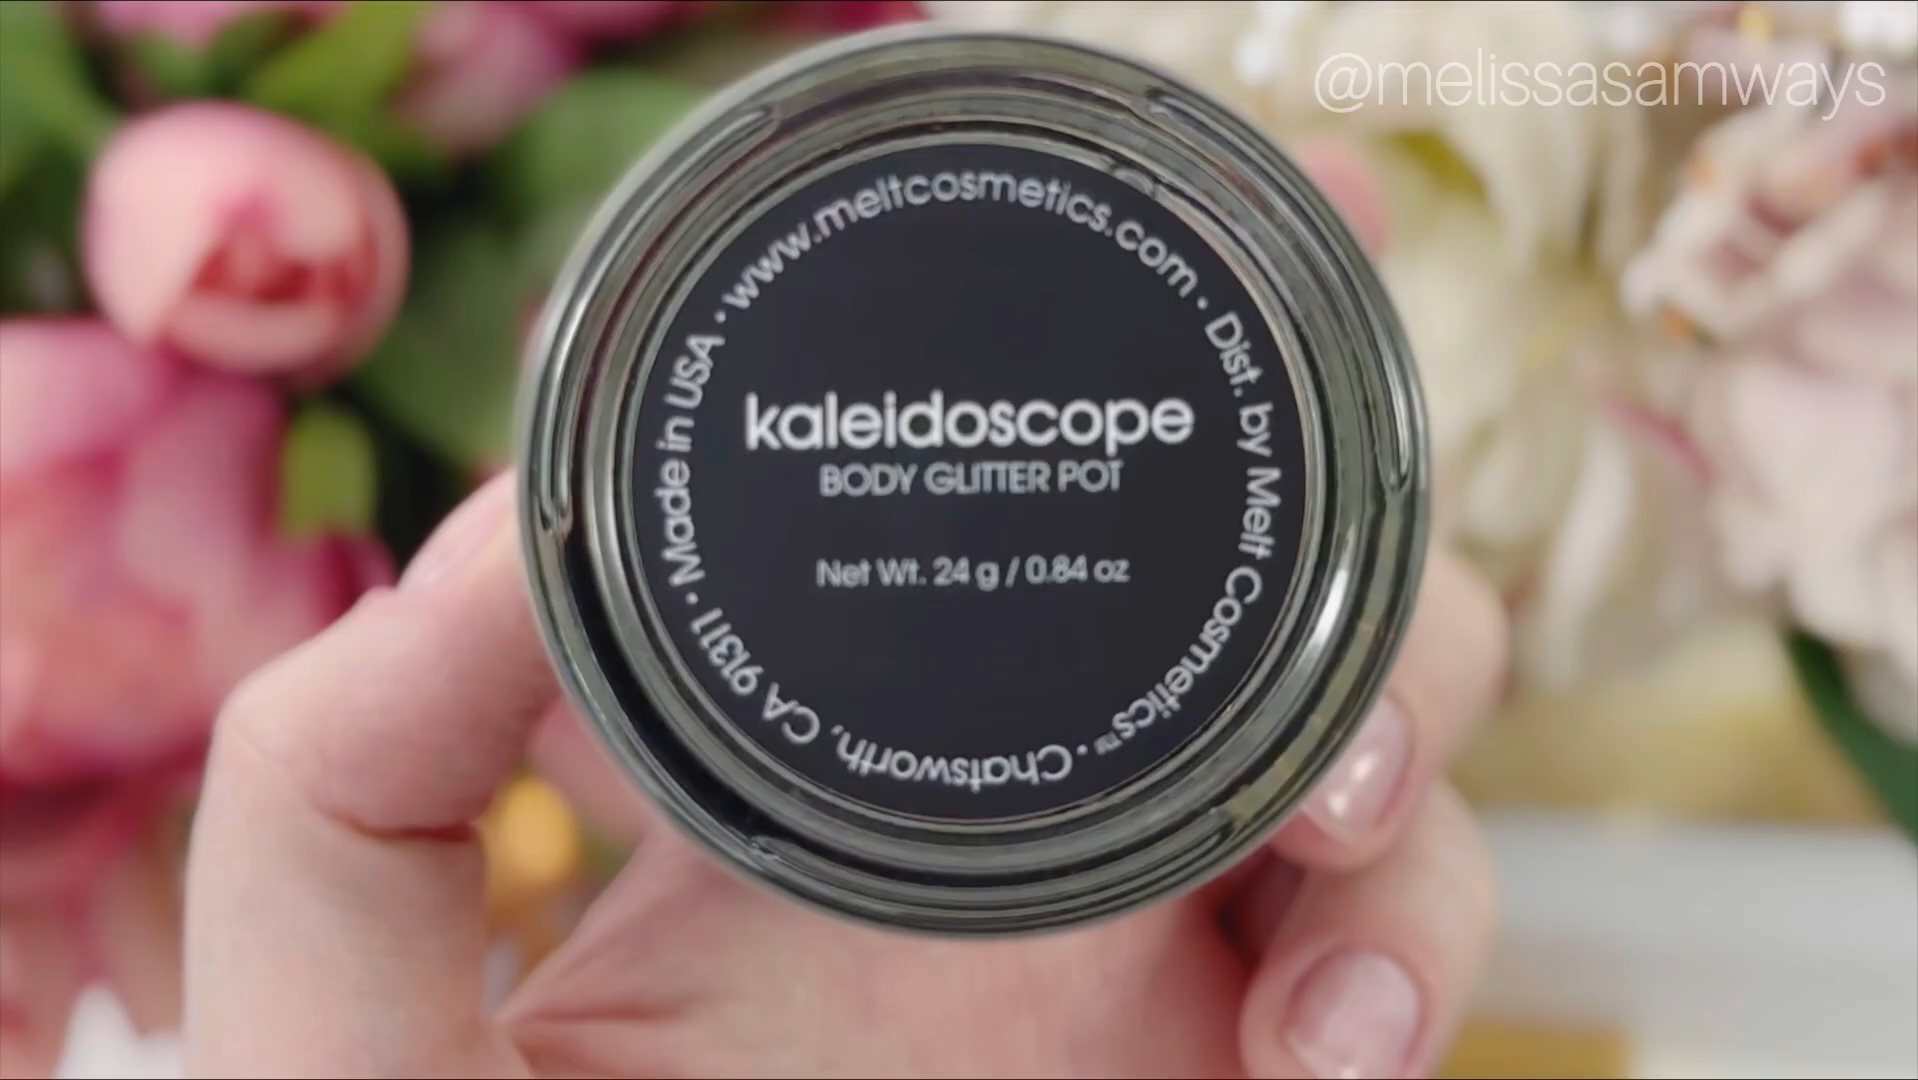 @melissasamways
www.meltcosmetics.com · Dist. by Melt Cosmetics™ · Chatsworth, CA 91311 · Made in USA ·
kaleidoscope
BODY GLITTER POT
Net Wt. 24 g / 0.84 oz